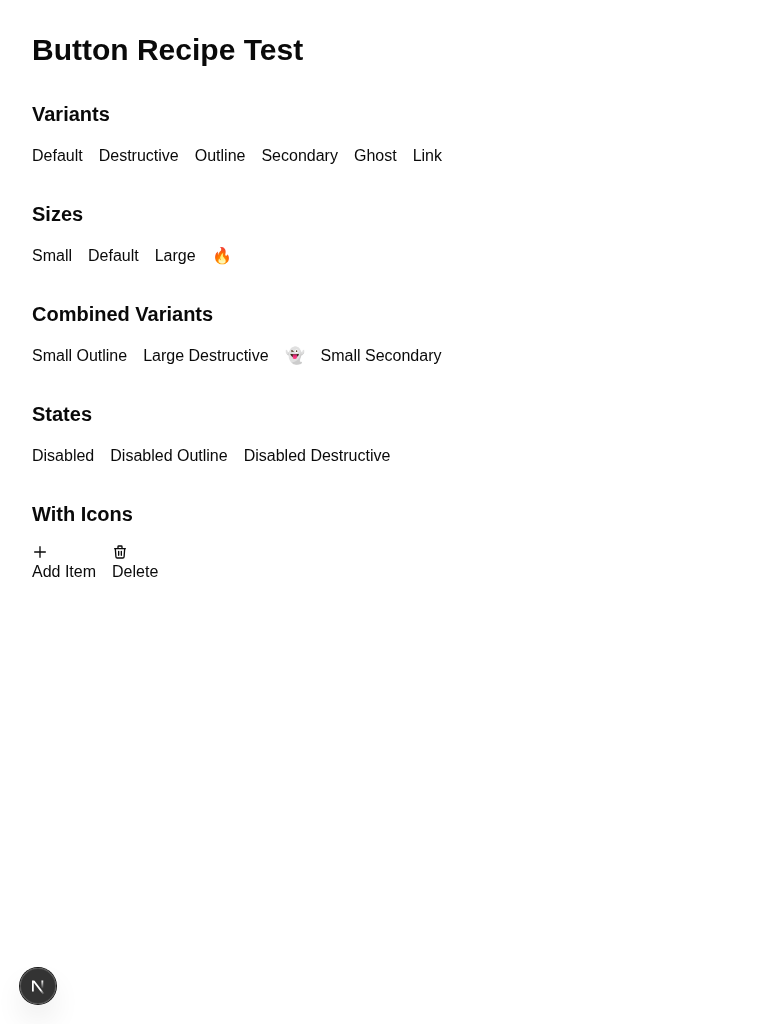 Button Recipe Test
Variants
Default Destructive Outline Secondary Ghost Link
Sizes
Small Default Large 🔥
Combined Variants
Small Outline Large Destructive 👻 Small Secondary
States
Disabled Disabled Outline Disabled Destructive
With Icons
Add Item Delete
N